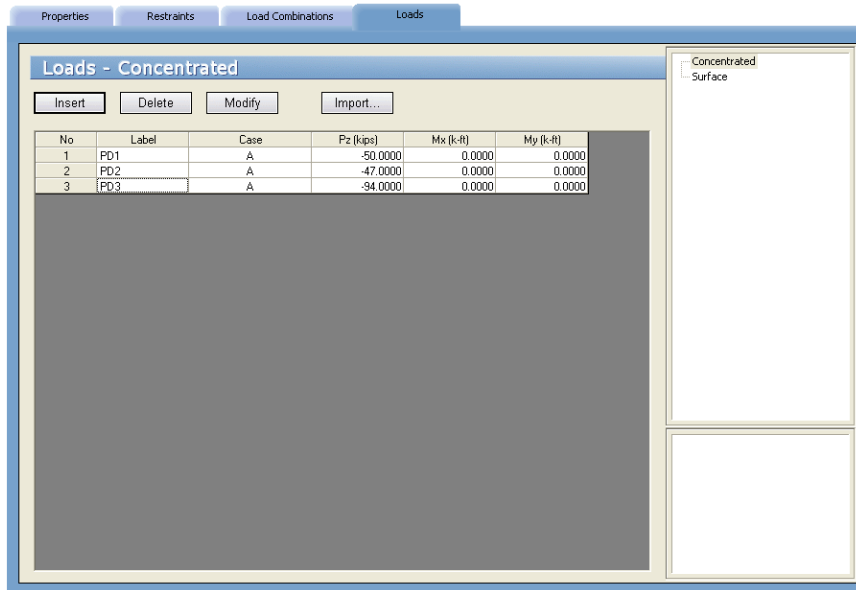 Properties Restraints Load Combinations Loads
Loads - Concentrated
Insert Delete Modify Import...
No Label Case Pz (kips) Mx (k-ft) My (k-ft)
1 PD1 A -50.0000 0.0000 0.0000
2 PD2 A -47.0000 0.0000 0.0000
3 PD3 A -94.0000 0.0000 0.0000
Concentrated
Surface